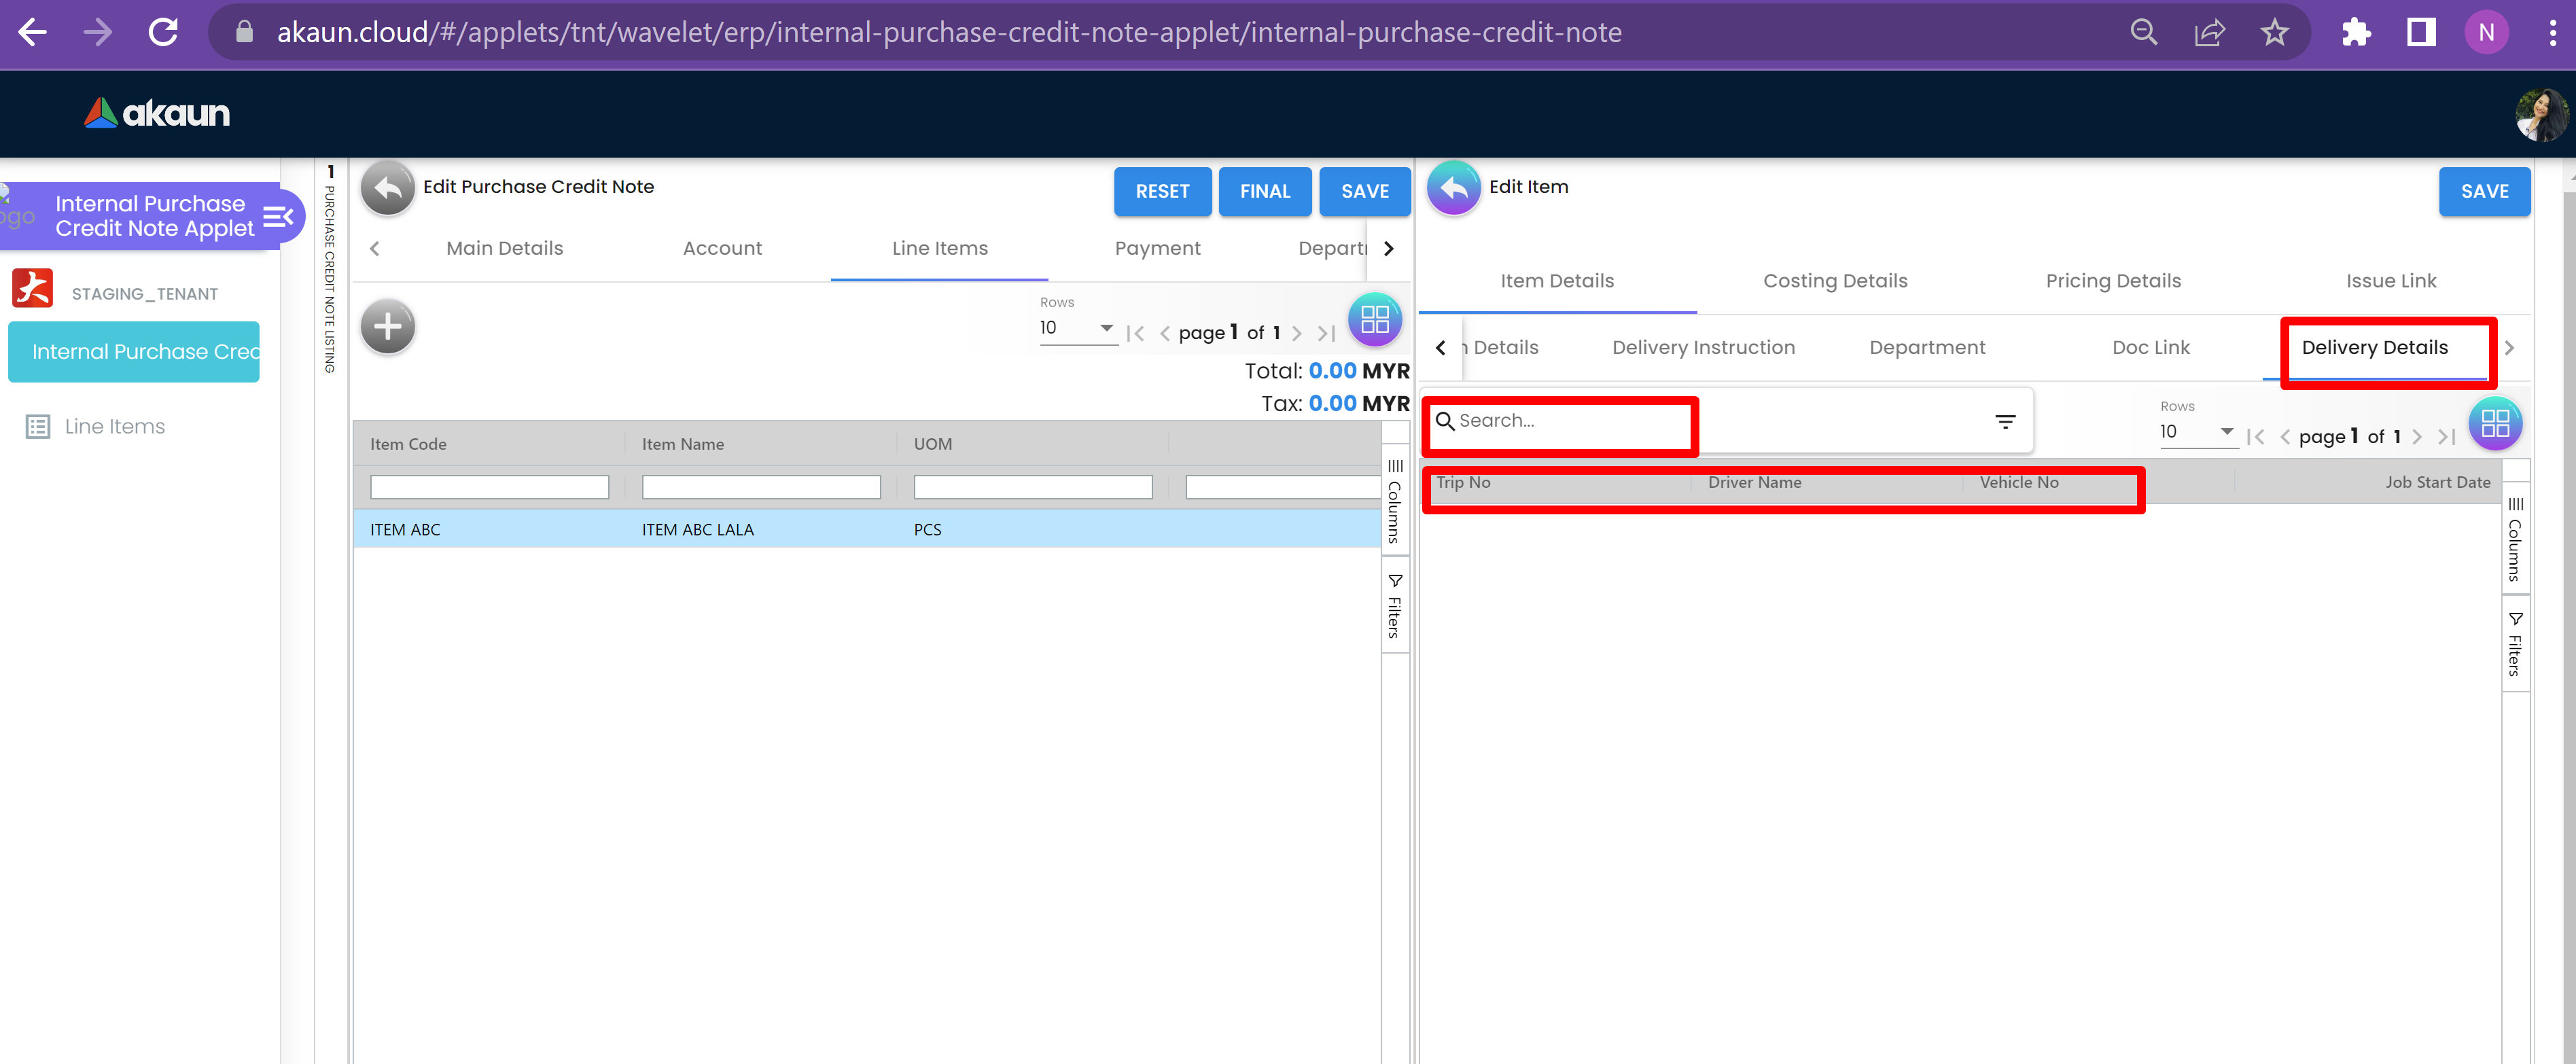 akaun.cloud/#/applets/tnt/wavelet/erp/internal-purchase-credit-note-applet/internal-purchase-credit-note
N
akaun
ogo
Internal Purchase
Credit Note Applet
STAGING_TENANT
Internal Purchase Cred
Line Items
1 PURCHASE CREDIT NOTE LISTING
Edit Purchase Credit Note
RESET FINAL SAVE
Main Details Account Line Items Payment Departr
Rows
10
page 1 of 1
Total: 0.00 MYR
Tax: 0.00 MYR
Item Code Item Name UOM
ITEM ABC ITEM ABC LALA PCS
Columns
Filters
Edit Item
SAVE
Item Details Costing Details Pricing Details Issue Link
n Details Delivery Instruction Department Doc Link Delivery Details
Search...
Rows
10
page 1 of 1
Trip No Driver Name Vehicle No Job Start Date
Columns
Filters